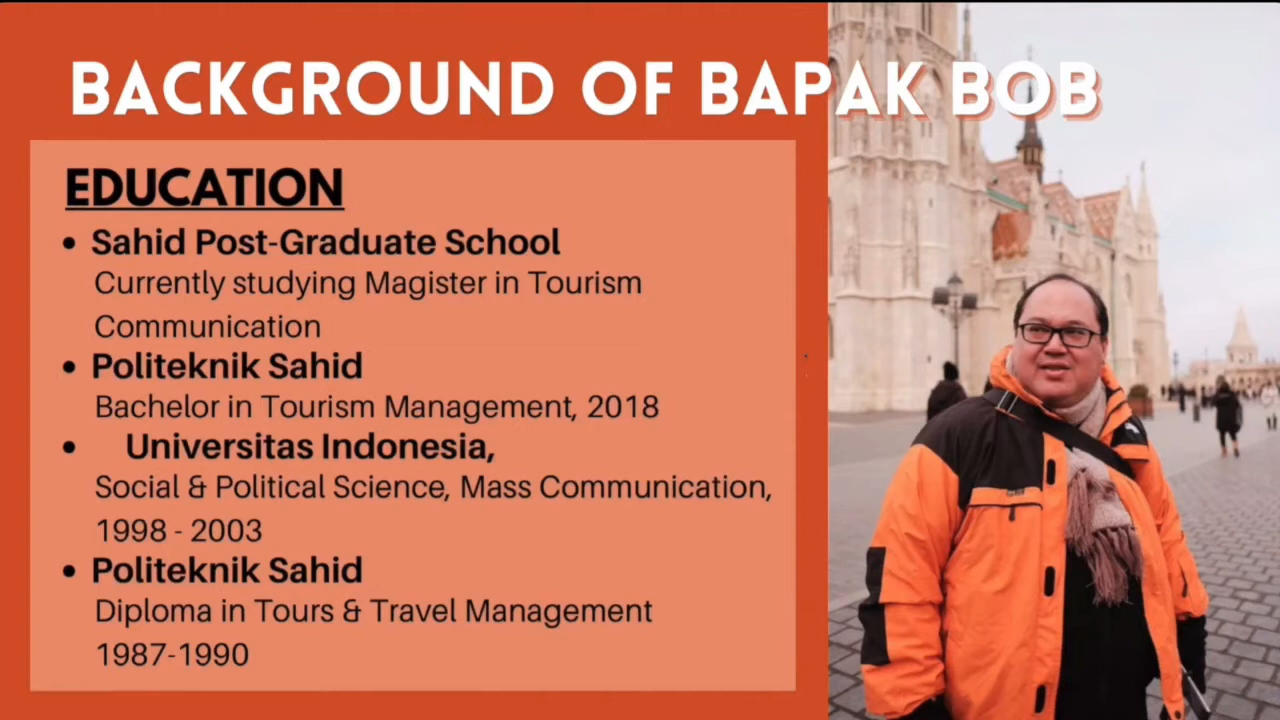 BACKGROUND OF BAPAK BOB
EDUCATION
• Sahid Post-Graduate School
Currently studying Magister in Tourism
Communication
• Politeknik Sahid
Bachelor in Tourism Management, 2018
• Universitas Indonesia,
Social & Political Science, Mass Communication,
1998 - 2003
• Politeknik Sahid
Diploma in Tours & Travel Management
1987-1990